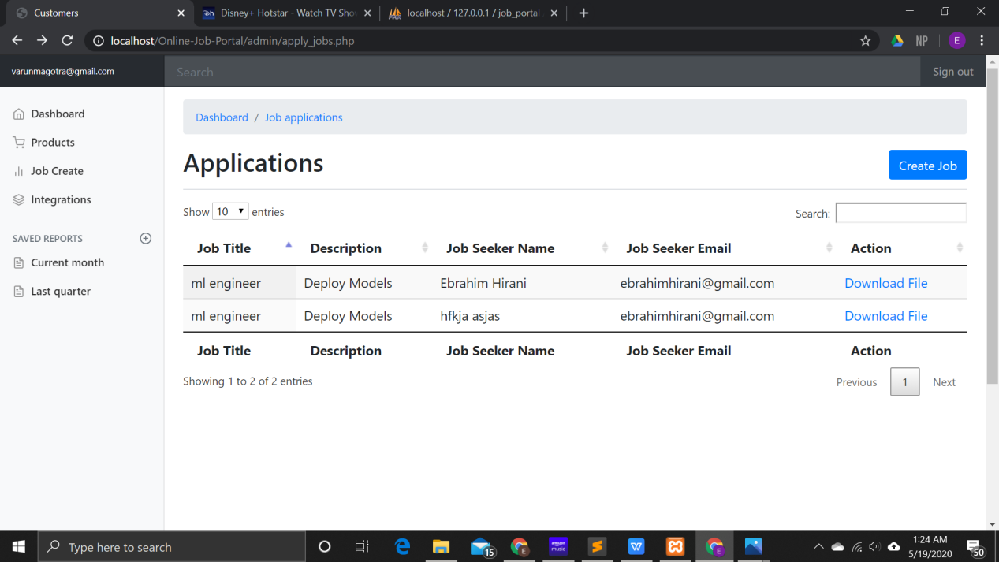 Customers
Disney+ Hotstar - Watch TV Sho
localhost / 127.0.0.1 / job_portal
localhost/Online-Job-Portal/admin/apply_jobs.php
NP
E
varunmagotra@gmail.com
Search
Sign out
Dashboard
Products
Job Create
Integrations
SAVED REPORTS
Current month
Last quarter
Dashboard / Job applications
Applications
Create Job
Show 10 entries
Search:
Job Title Description Job Seeker Name Job Seeker Email Action
ml engineer Deploy Models Ebrahim Hirani ebrahimhirani@gmail.com Download File
ml engineer Deploy Models hfkja asjas ebrahimhirani@gmail.com Download File
Job Title Description Job Seeker Name Job Seeker Email Action
Showing 1 to 2 of 2 entries
Previous 1 Next
Type here to search
15
E
amazon music
E
1:24 AM
5/19/2020
50